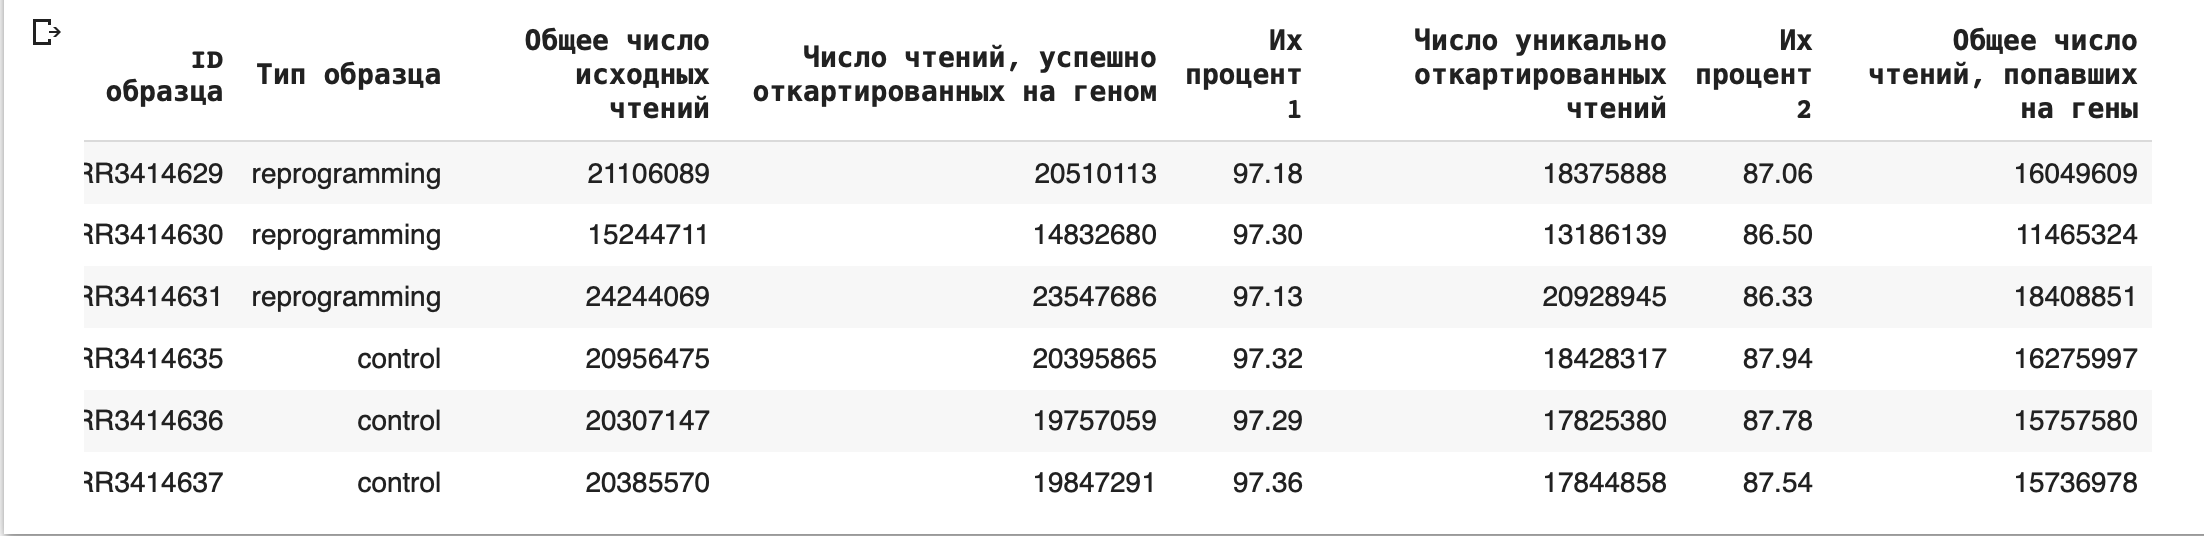 ID образца Тип образца Общее число исходных чтений Число чтений, успешно откартированных на геном Их процент 1 Число уникально откартированных чтений Их процент 2 Общее число чтений, попавших на гены
RR3414629 reprogramming 21106089 20510113 97.18 18375888 87.06 16049609
RR3414630 reprogramming 15244711 14832680 97.30 13186139 86.50 11465324
RR3414631 reprogramming 24244069 23547686 97.13 20928945 86.33 18408851
RR3414635 control 20956475 20395865 97.32 18428317 87.94 16275997
RR3414636 control 20307147 19757059 97.29 17825380 87.78 15757580
RR3414637 control 20385570 19847291 97.36 17844858 87.54 15736978